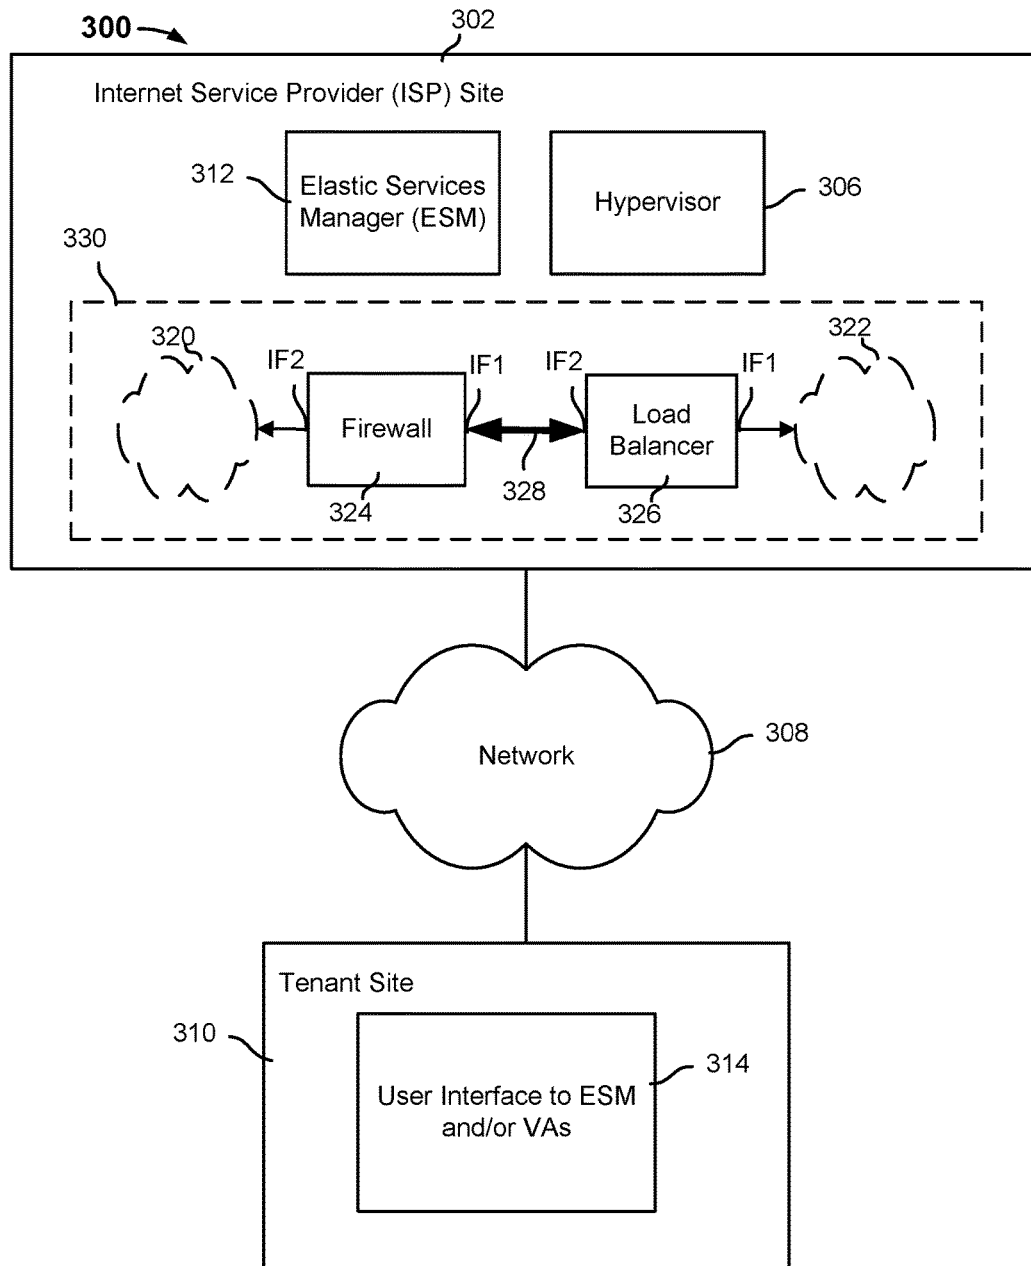 300
302
Internet Service Provider (ISP) Site
312
Elastic Services
Manager (ESM)
Hypervisor
306
330
320
IF2
Firewall
324
IF1
328
IF2
Load
Balancer
326
IF1
322
Network
308
Tenant Site
310
User Interface to ESM
and/or VAs
314